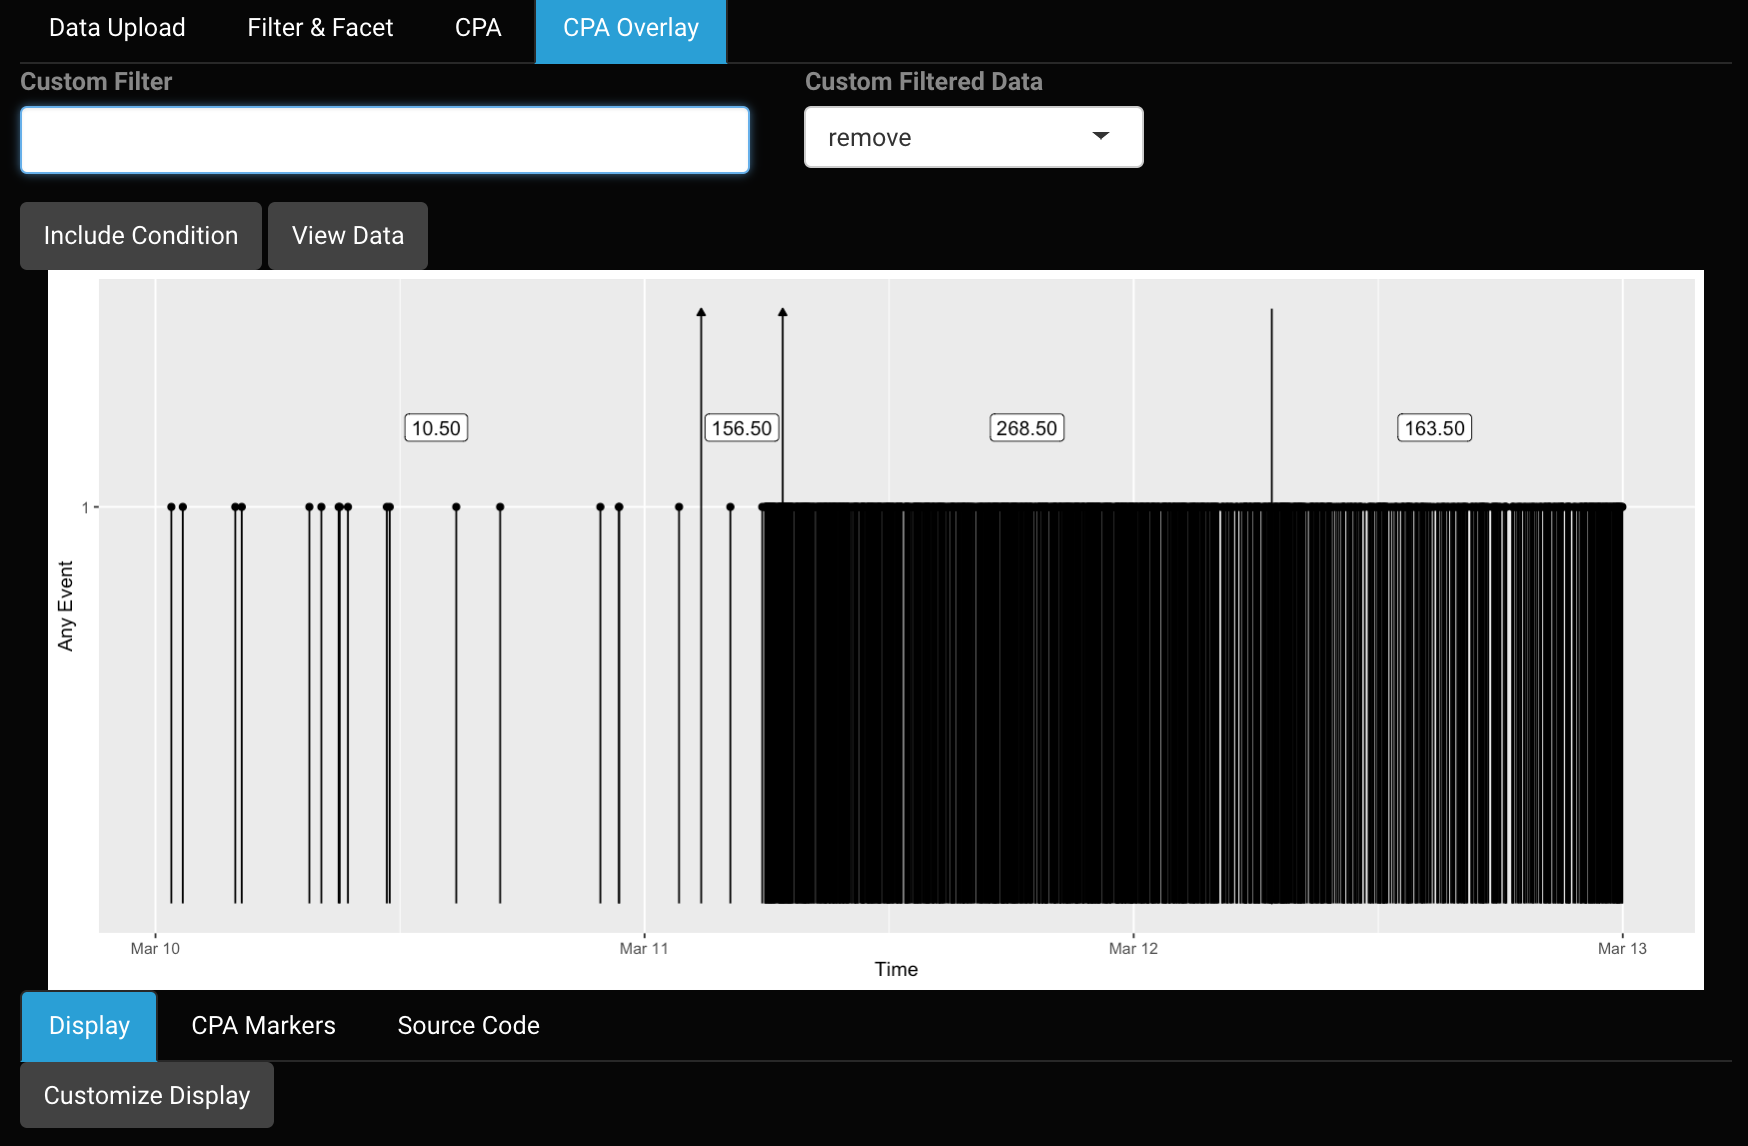 Data Upload Filter & Facet CPA CPA Overlay
Custom Filter Custom Filtered Data
remove
Include Condition View Data
10.50 156.50 268.50 163.50
1
Any Event
Mar 10 Mar 11 Mar 12 Mar 13
Time
Display CPA Markers Source Code
Customize Display